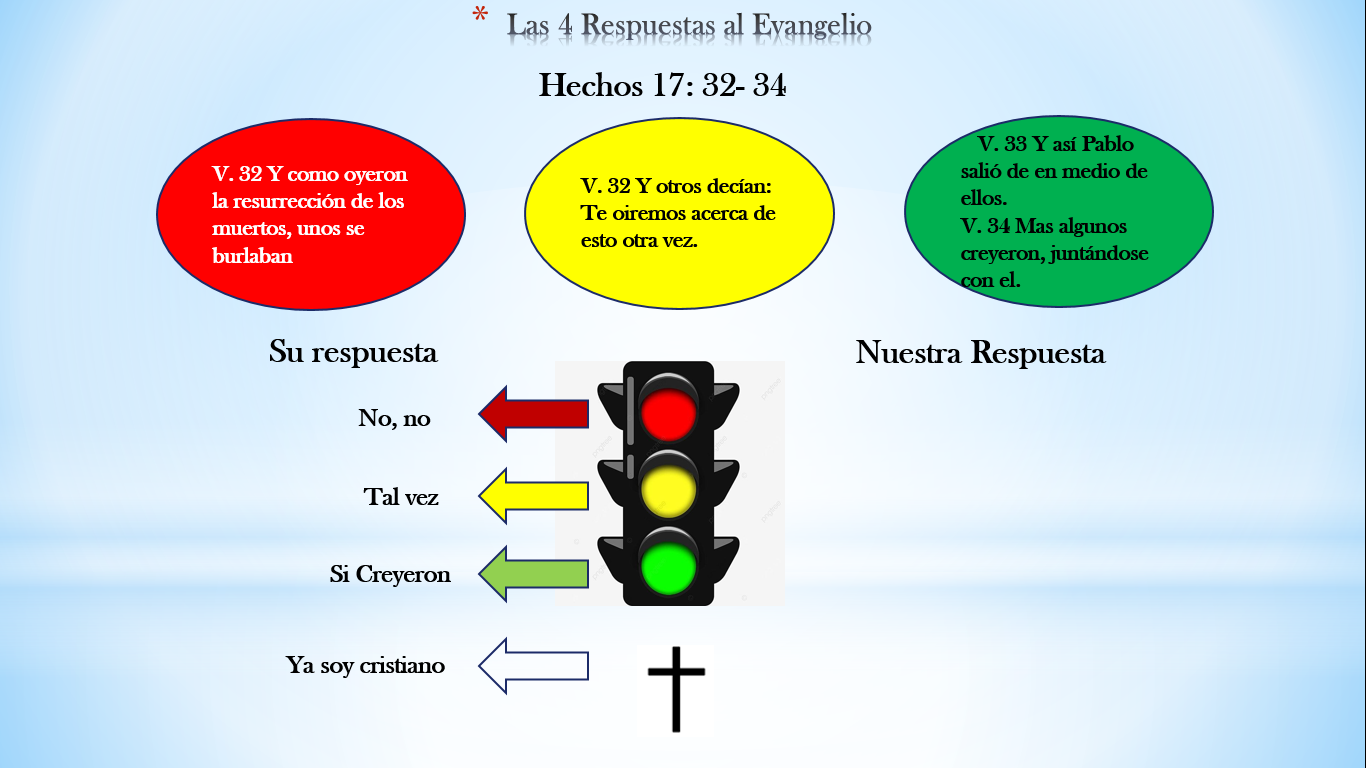 * Las 4 Respuestas al Evangelio
Hechos 17: 32- 34
V. 32 Y como oyeron
la resurrección de los
muertos, unos se
burlaban
V. 32 Y otros decían:
Te oiremos acerca de
esto otra vez.
V. 33 Y así Pablo
salió de en medio de
ellos.
V. 34 Mas algunos
creyeron, juntándose
con el.
Su respuesta
Nuestra Respuesta
No, no
Tal vez
Si Creyeron
Ya soy cristiano